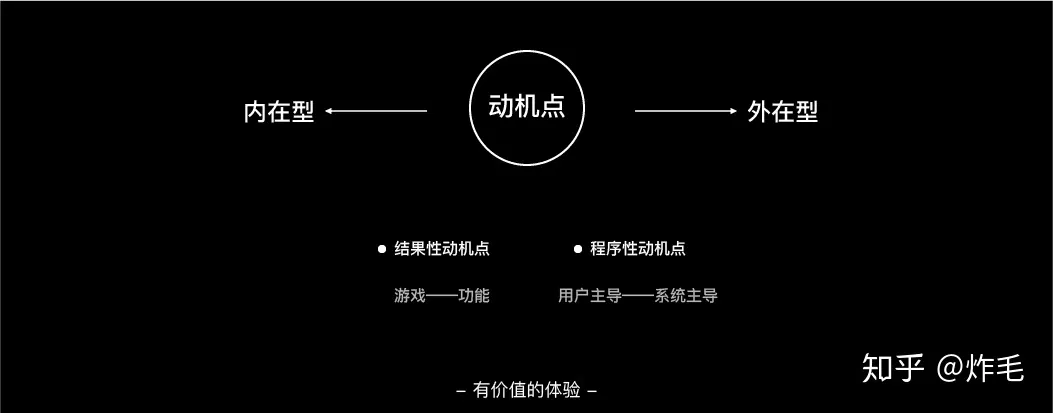 动机点
内在型
外在型
结果性动机点
程序性动机点
游戏——功能
用户主导——系统主导
知乎 @炸毛
– 有价值的体验 –